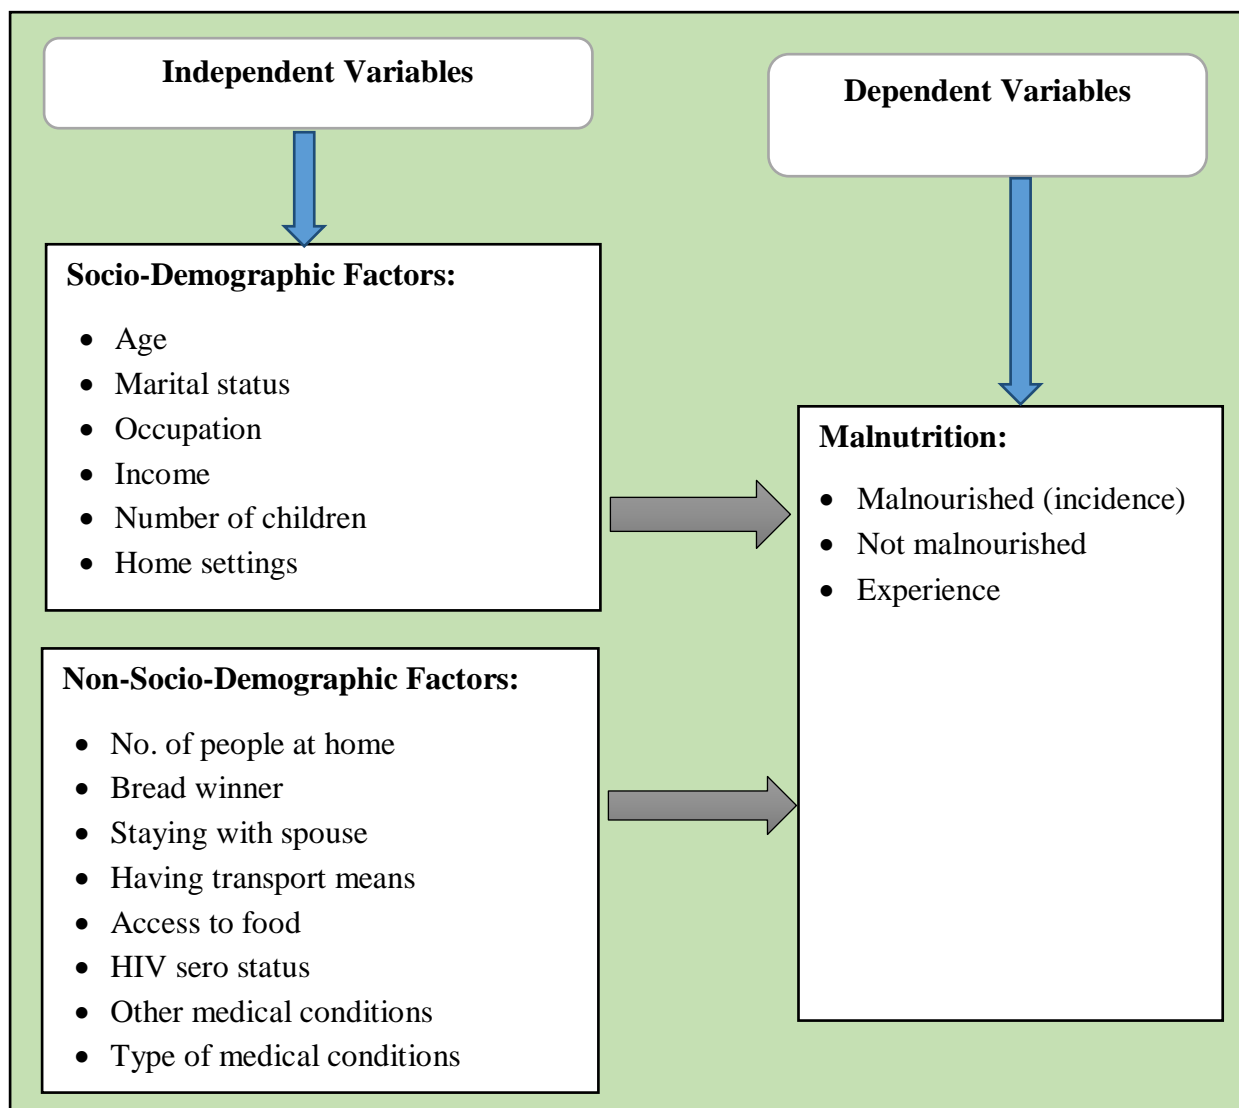 Independent Variables
Dependent Variables
Socio-Demographic Factors:
• Age
• Marital status
• Occupation
• Income
• Number of children
• Home settings
Malnutrition:
• Malnourished (incidence)
• Not malnourished
• Experience
Non-Socio-Demographic Factors:
• No. of people at home
• Bread winner
• Staying with spouse
• Having transport means
• Access to food
• HIV sero status
• Other medical conditions
• Type of medical conditions